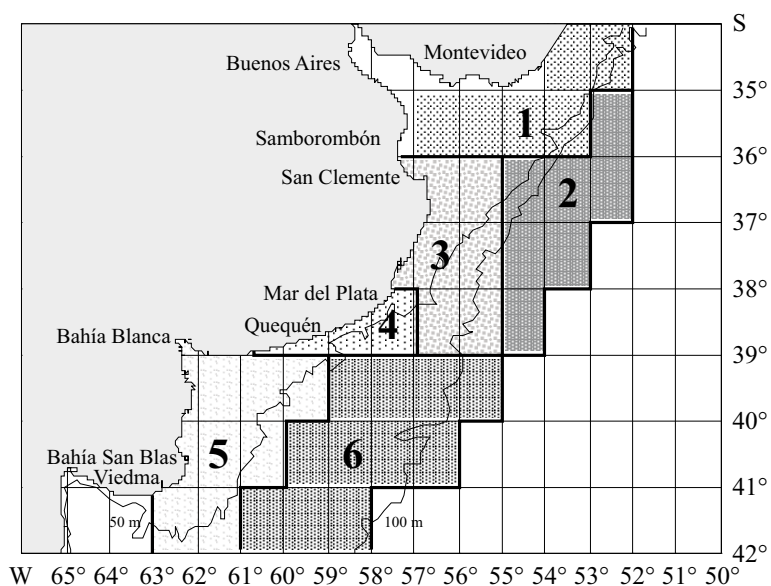 S
Montevideo
Buenos Aires
35°
1
Samborombón
36°
San Clemente
2
37°
3
38°
Mar del Plata
Quequén
4
Bahía Blanca
39°
40°
Bahía San Blas
5
6
Viedma
41°
50 m
100 m
42°
W 65° 64° 63° 62° 61° 60° 59° 58° 57° 56° 55° 54° 53° 52° 51° 50°